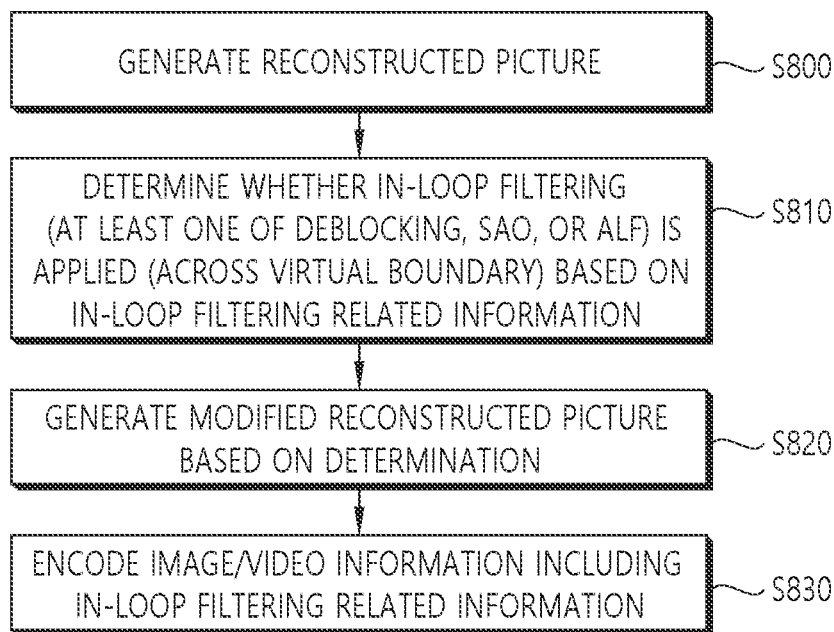 GENERATE RECONSTRUCTED PICTURE
S800
DETERMINE WHETHER IN-LOOP FILTERING
(AT LEAST ONE OF DEBLOCKING, SAO, OR ALF) IS
APPLIED (ACROSS VIRTUAL BOUNDARY) BASED ON
IN-LOOP FILTERING RELATED INFORMATION
S810
GENERATE MODIFIED RECONSTRUCTED PICTURE
BASED ON DETERMINATION
S820
ENCODE IMAGE/VIDEO INFORMATION INCLUDING
IN-LOOP FILTERING RELATED INFORMATION
S830